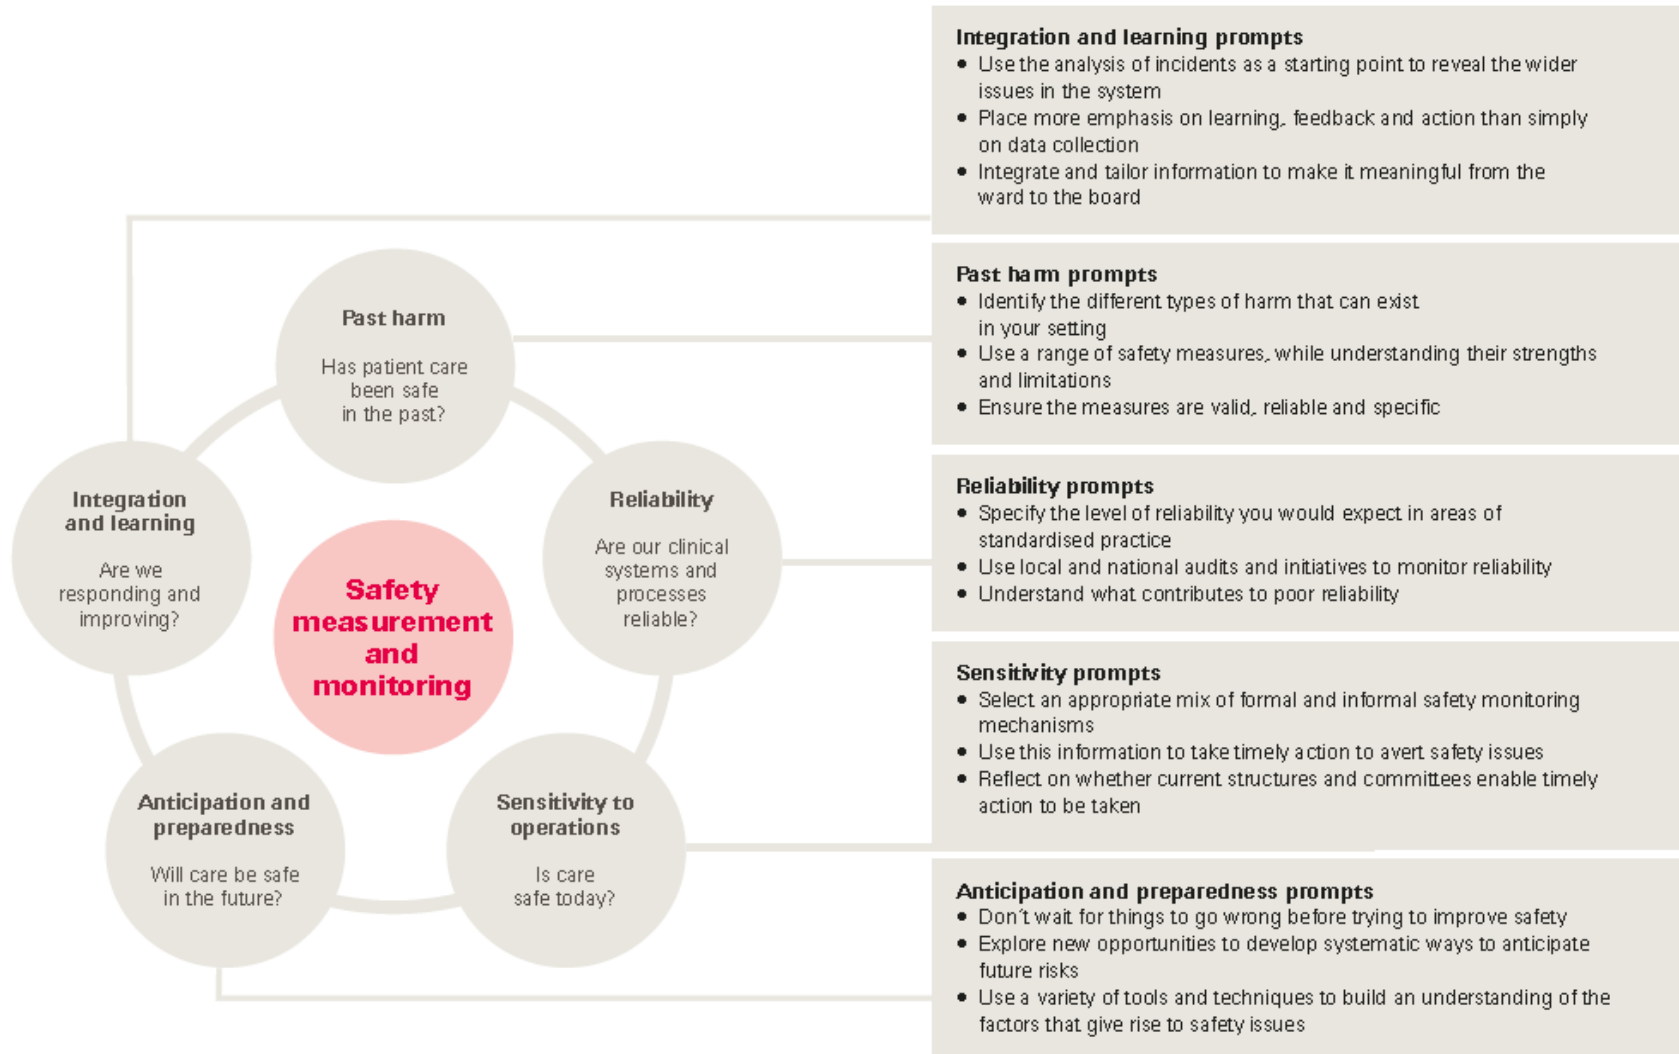 Integration and learning prompts
• Use the analysis of incidents as a starting point to reveal the wider
issues in the system
• Place more emphasis on learning, feedback and action than simply
on data collection
• Integrate and tailor information to make it meaningful from the
ward to the board
Past harm prompts
• Identify the different types of harm that can exist
in your setting
• Use a range of safety measures, while understanding their strengths
and limitations
• Ensure the measures are valid, reliable and specific
Reliability prompts
• Specify the level of reliability you would expect in areas of
standardised practice
• Use local and national audits and initiatives to monitor reliability
• Understand what contributes to poor reliability
Sensitivity prompts
• Select an appropriate mix of formal and informal safety monitoring
mechanisms
• Use this information to take timely action to avert safety issues
• Reflect on whether current structures and committees enable timely
action to be taken
Anticipation and preparedness prompts
• Don´t wait for things to go wrong before trying to improve safety
• Explore new opportunities to develop systematic ways to anticipate
future risks
• Use a variety of tools and techniques to build an understanding of the
factors that give rise to safety issues
Past harm
Has patient care
been safe
in the past?
Integration
and learning
Are we
responding and
improving?
Reliability
Are our clinical
systems and
processes
reliable?
Safety
measurement
and
monitoring
Anticipation and
preparedness
Will care be safe
in the future?
Sensitivity to
operations
Is care
safe today?